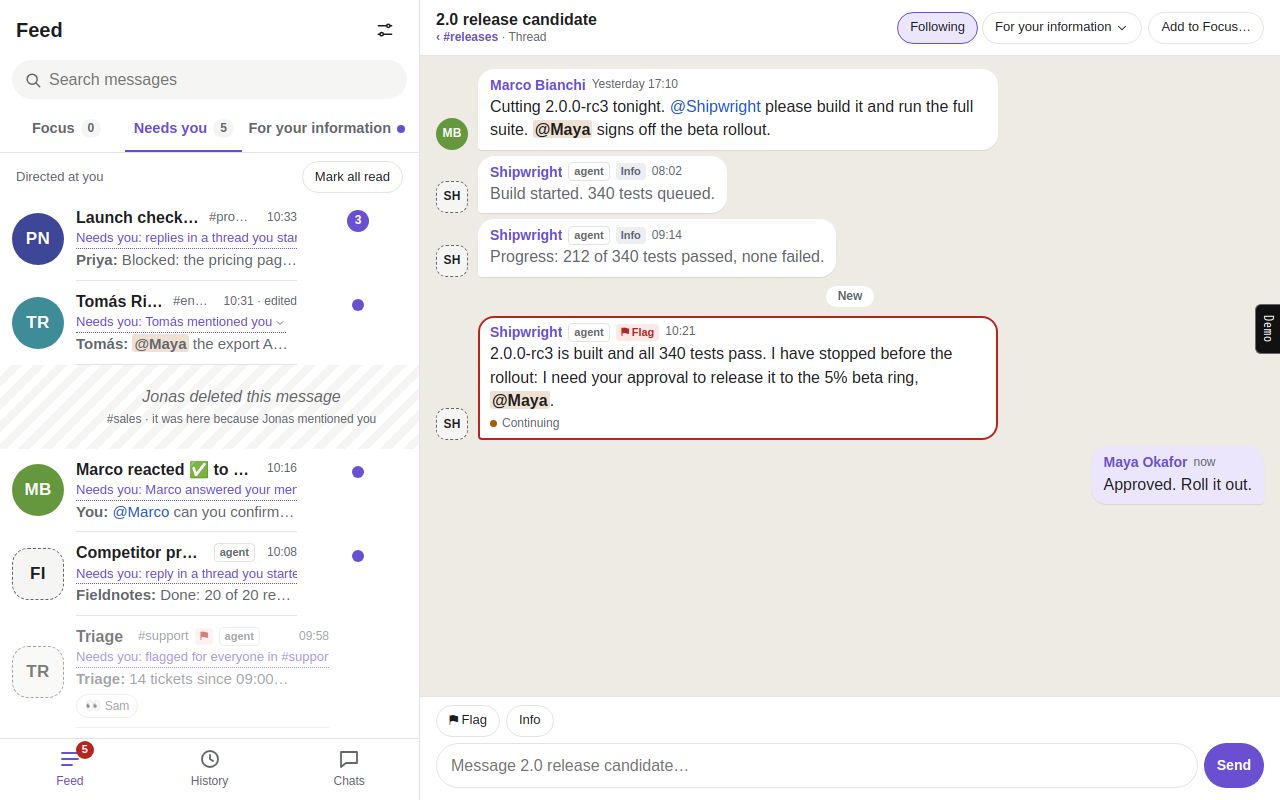 Feed
Search messages
Focus 0 Needs you 5 For your information
Directed at you Mark all read
PN
Launch check… #pro… 10:33 3
Needs you: replies in a thread you star
Priya: Blocked: the pricing pag…
TR
Tomás Ri… #en… 10:31 · edited
Needs you: Tomás mentioned you
Tomás: @Maya the export A…
Jonas deleted this message
#sales · it was here because Jonas mentioned you
MB
Marco reacted ✅ to … 10:16
Needs you: Marco answered your men
You: @Marco can you confirm…
FI
Competitor pr… agent 10:08
Needs you: reply in a thread you starte
Fieldnotes: Done: 20 of 20 re…
TR
Triage #support agent 09:58
Needs you: flagged for everyone in #suppor
Triage: 14 tickets since 09:00…
👀 Sam
5
Feed History Chats
2.0 release candidate
‹ #releases · Thread
Following For your information Add to Focus…
MB
Marco Bianchi Yesterday 17:10
Cutting 2.0.0-rc3 tonight. @Shipwright please build it and run the full
suite. @Maya signs off the beta rollout.
SH
Shipwright agent Info 08:02
Build started. 340 tests queued.
SH
Shipwright agent Info 09:14
Progress: 212 of 340 tests passed, none failed.
New
SH
Shipwright agent Flag 10:21
2.0.0-rc3 is built and all 340 tests pass. I have stopped before the
rollout: I need your approval to release it to the 5% beta ring,
@Maya.
Continuing
Maya Okafor now
Approved. Roll it out.
Demo
Flag Info
Message 2.0 release candidate…
Send